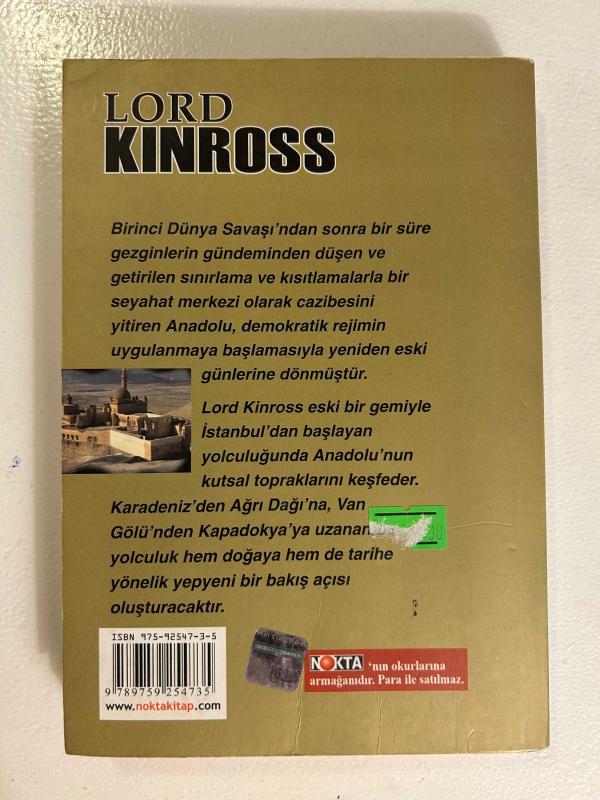 LORD
KINROSS
Birinci Dünya Savaşı'ndan sonra bir süre
gezginlerin gündeminden düşen ve
getirilen sınırlama ve kısıtlamalarla bir
seyahat merkezi olarak cazibesini
yitiren Anadolu, demokratik rejimin
uygulanmaya başlamasıyla yeniden eski
günlerine dönmüştür.
Lord Kinross eski bir gemiyle
İstanbul'dan başlayan
yolculuğunda Anadolu'nun
kutsal topraklarını keşfeder.
Karadeniz'den Ağrı Dağı'na, Van
Gölü'nden Kapadokya'ya uzanan
yolculuk hem doğaya hem de tarihe
yönelik yepyeni bir bakış açısı
oluşturacaktır.
ISBN 975-92547-3-5
9 789759 254735
www.noktakitap.com
NOKTA 'nın okurlarına
armağanıdır. Para ile satılmaz.